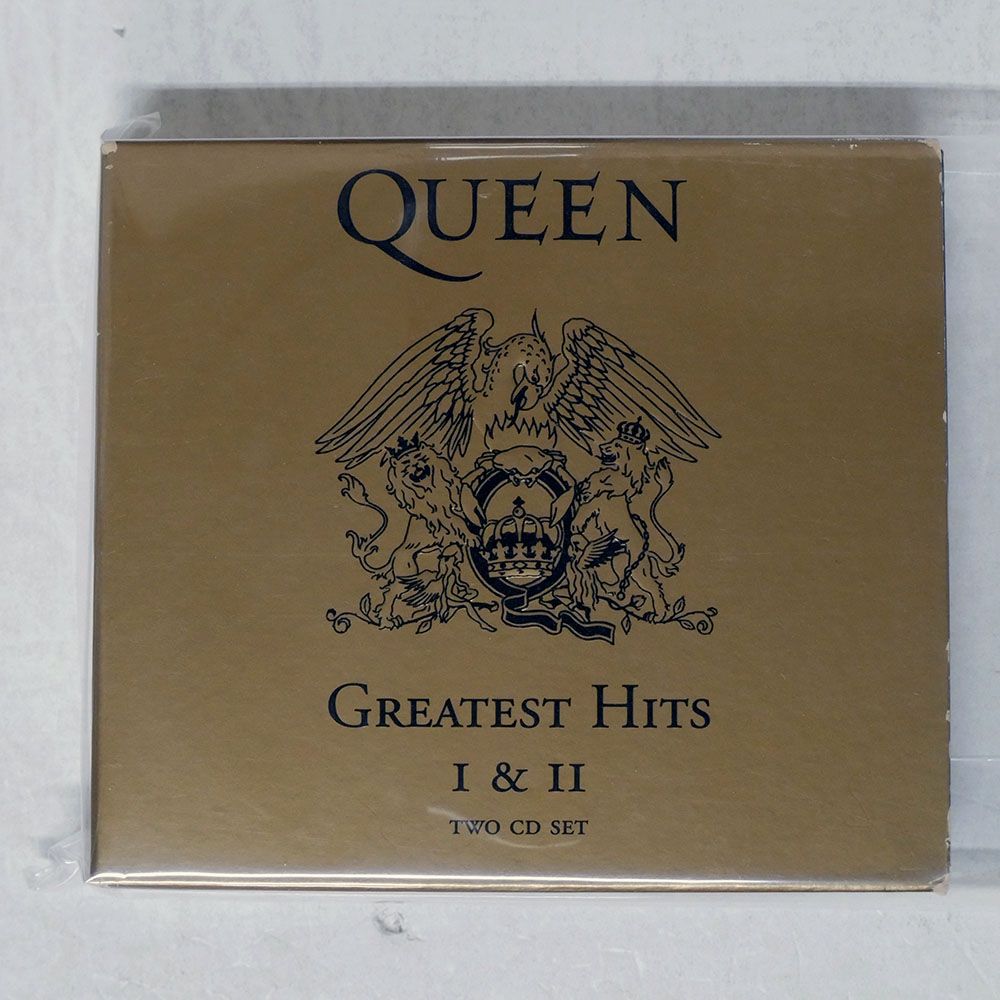 QUEEN
GREATEST HITS
I & II
TWO CD SET